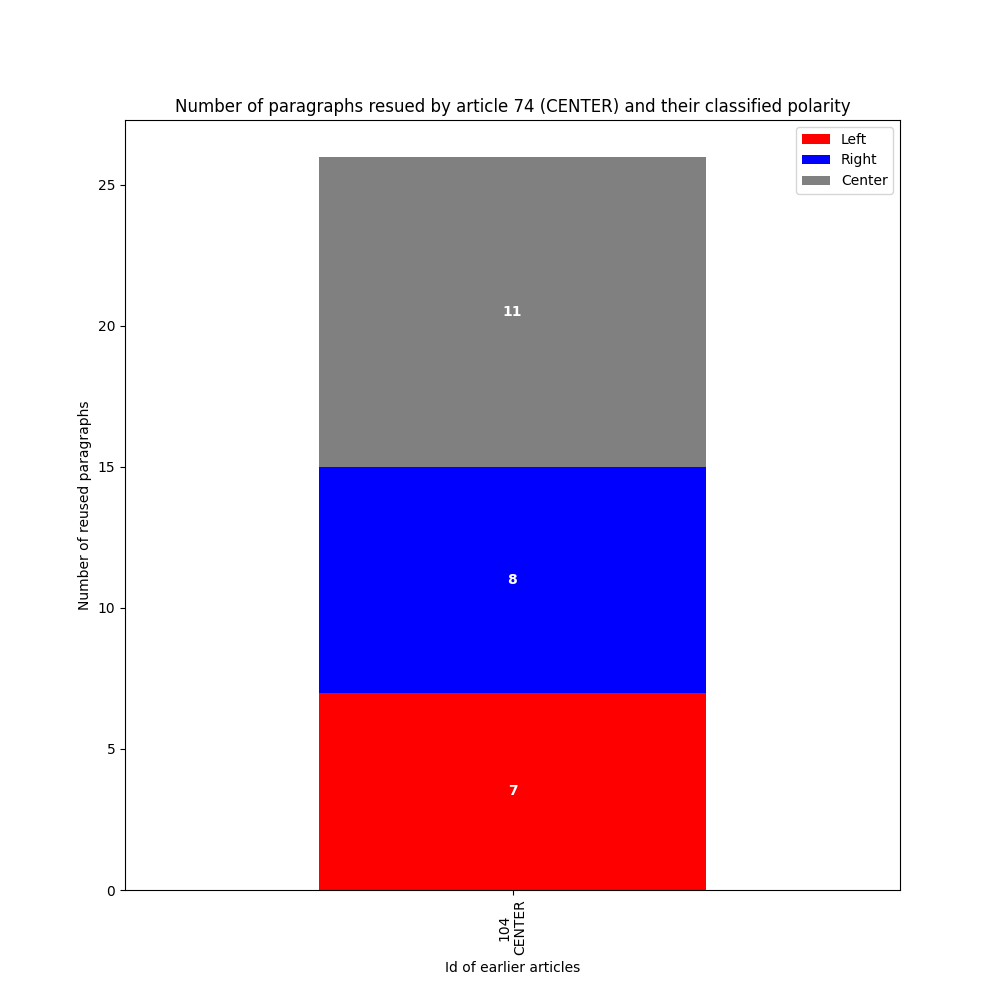 Number of paragraphs resued by article 74 (CENTER) and their classified polarity
Left
Right
Center
25
20
15
10
5
0
Number of reused paragraphs
11
8
7
104
CENTER
Id of earlier articles